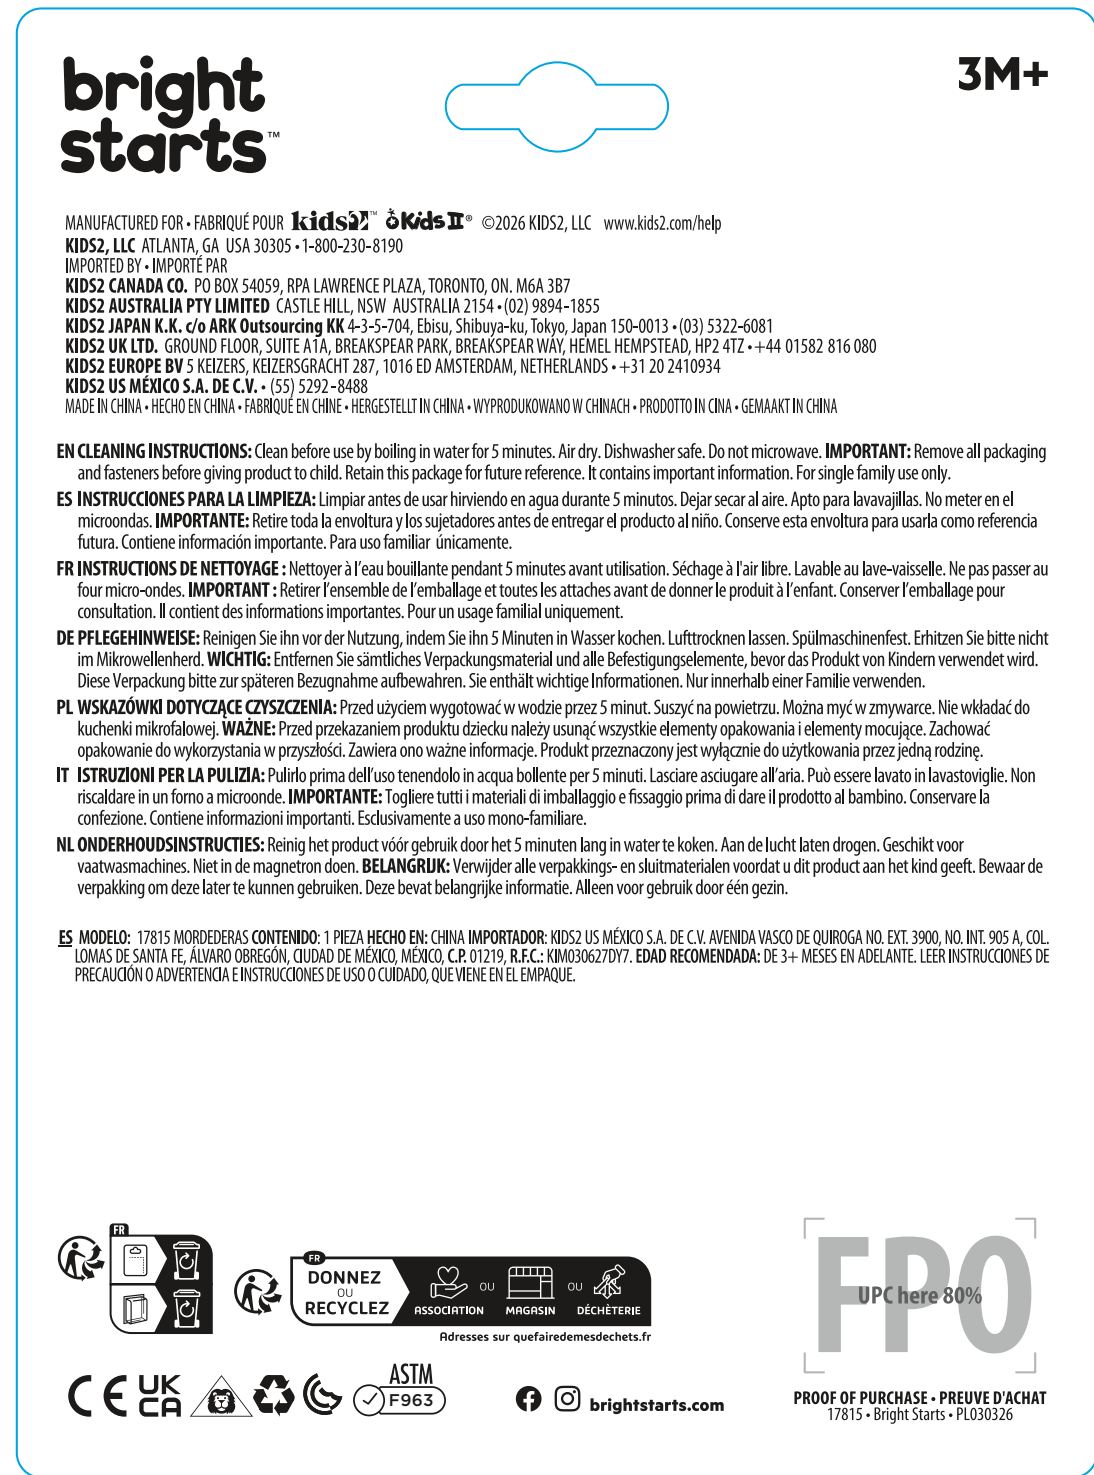 bright
starts™
3M+
MANUFACTURED FOR • FABRIQUÉ POUR kids2™ Kids II® ©2026 KIDS2, LLC www.kids2.com/help
KIDS2, LLC ATLANTA, GA USA 30305 • 1-800-230-8190
IMPORTED BY • IMPORTÉ PAR
KIDS2 CANADA CO. PO BOX 54059, RPA LAWRENCE PLAZA, TORONTO, ON. M6A 3B7
KIDS2 AUSTRALIA PTY LIMITED CASTLE HILL, NSW AUSTRALIA 2154 • (02) 9894-1855
KIDS2 JAPAN K.K. c/o ARK Outsourcing KK 4-3-5-704, Ebisu, Shibuya-ku, Tokyo, Japan 150-0013 • (03) 5322-6081
KIDS2 UK LTD. GROUND FLOOR, SUITE A1A, BREAKSPEAR PARK, BREAKSPEAR WAY, HEMEL HEMPSTEAD, HP2 4TZ • +44 01582 816 080
KIDS2 EUROPE BV 5 KEIZERS, KEIZERSGRACHT 287, 1016 ED AMSTERDAM, NETHERLANDS • +31 20 2410934
KIDS2 US MÉXICO S.A. DE C.V. • (55) 5292-8488
MADE IN CHINA • HECHO EN CHINA • FABRIQUÉ EN CHINE • HERGESTELLT IN CHINA • WYPRODUKOWANO W CHINACH • PRODOTTO IN CINA • GEMAAKT IN CHINA
EN CLEANING INSTRUCTIONS: Clean before use by boiling in water for 5 minutes. Air dry. Dishwasher safe. Do not microwave. IMPORTANT: Remove all packaging
and fasteners before giving product to child. Retain this package for future reference. It contains important information. For single family use only.
ES INSTRUCCIONES PARA LA LIMPIEZA: Limpiar antes de usar hirviendo en agua durante 5 minutos. Dejar secar al aire. Apto para lavavajillas. No meter en el
microondas. IMPORTANTE: Retire toda la envoltura y los sujetadores antes de entregar el producto al niño. Conserve esta envoltura para usarla como referencia
futura. Contiene información importante. Para uso familiar únicamente.
FR INSTRUCTIONS DE NETTOYAGE : Nettoyer à l’eau bouillante pendant 5 minutes avant utilisation. Séchage à l'air libre. Lavable au lave-vaisselle. Ne pas passer au
four micro-ondes. IMPORTANT : Retirer l’ensemble de l’emballage et toutes les attaches avant de donner le produit à l’enfant. Conserver l’emballage pour
consultation. Il contient des informations importantes. Pour un usage familial uniquement.
DE PFLEGEHINWEISE: Reinigen Sie ihn vor der Nutzung, indem Sie ihn 5 Minuten in Wasser kochen. Lufttrocknen lassen. Spülmaschinenfest. Erhitzen Sie bitte nicht
im Mikrowellenherd. WICHTIG: Entfernen Sie sämtliches Verpackungsmaterial und alle Befestigungselemente, bevor das Produkt von Kindern verwendet wird.
Diese Verpackung bitte zur späteren Bezugnahme aufbewahren. Sie enthält wichtige Informationen. Nur innerhalb einer Familie verwenden.
PL WSKAZÓWKI DOTYCZĄCE CZYSZCZENIA: Przed użyciem wygotować w wodzie przez 5 minut. Suszyć na powietrzu. Można myć w zmywarce. Nie wkładać do
kuchenki mikrofalowej. WAŻNE: Przed przekazaniem produktu dziecku należy usunąć wszystkie elementy opakowania i elementy mocujące. Zachować
opakowanie do wykorzystania w przyszłości. Zawiera ono ważne informacje. Produkt przeznaczony jest wyłącznie do użytkowania przez jedną rodzinę.
IT ISTRUZIONI PER LA PULIZIA: Pulirlo prima dell’uso tenendolo in acqua bollente per 5 minuti. Lasciare asciugare all’aria. Può essere lavato in lavastoviglie. Non
riscaldare in un forno a microonde. IMPORTANTE: Togliere tutti i materiali di imballaggio e fissaggio prima di dare il prodotto al bambino. Conservare la
confezione. Contiene informazioni importanti. Esclusivamente a uso mono-familiare.
NL ONDERHOUDSINSTRUCTIES: Reinig het product vóór gebruik door het 5 minuten lang in water te koken. Aan de lucht laten drogen. Geschikt voor
vaatwasmachines. Niet in de magnetron doen. BELANGRIJK: Verwijder alle verpakkings- en sluitmaterialen voordat u dit product aan het kind geeft. Bewaar de
verpakking om deze later te kunnen gebruiken. Deze bevat belangrijke informatie. Alleen voor gebruik door één gezin.
ES MODELO: 17815 MORDEDERAS CONTENIDO: 1 PIEZA HECHO EN: CHINA IMPORTADOR: KIDS2 US MÉXICO S.A. DE C.V. AVENIDA VASCO DE QUIROGA NO. EXT. 3900, NO. INT. 905 A, COL.
LOMAS DE SANTA FE, ÁLVARO OBREGÓN, CIUDAD DE MÉXICO, MÉXICO, C.P. 01219, R.F.C.: KIM030627DY7. EDAD RECOMENDADA: DE 3+ MESES EN ADELANTE. LEER INSTRUCCIONES DE
PRECAUCIÓN O ADVERTENCIA E INSTRUCCIONES DE USO O CUIDADO, QUE VIENE EN EL EMPAQUE.
FR
FR
DONNEZ
OU
RECYCLEZ
ASSOCIATION OU MAGASIN OU DÉCHÈTERIE
Adresses sur quefairedemesdechets.fr
FPO
UPC here 80%
CE UK
CA
ASTM
F963
brightstarts.com
PROOF OF PURCHASE • PREUVE D'ACHAT
17815 • Bright Starts • PL030326